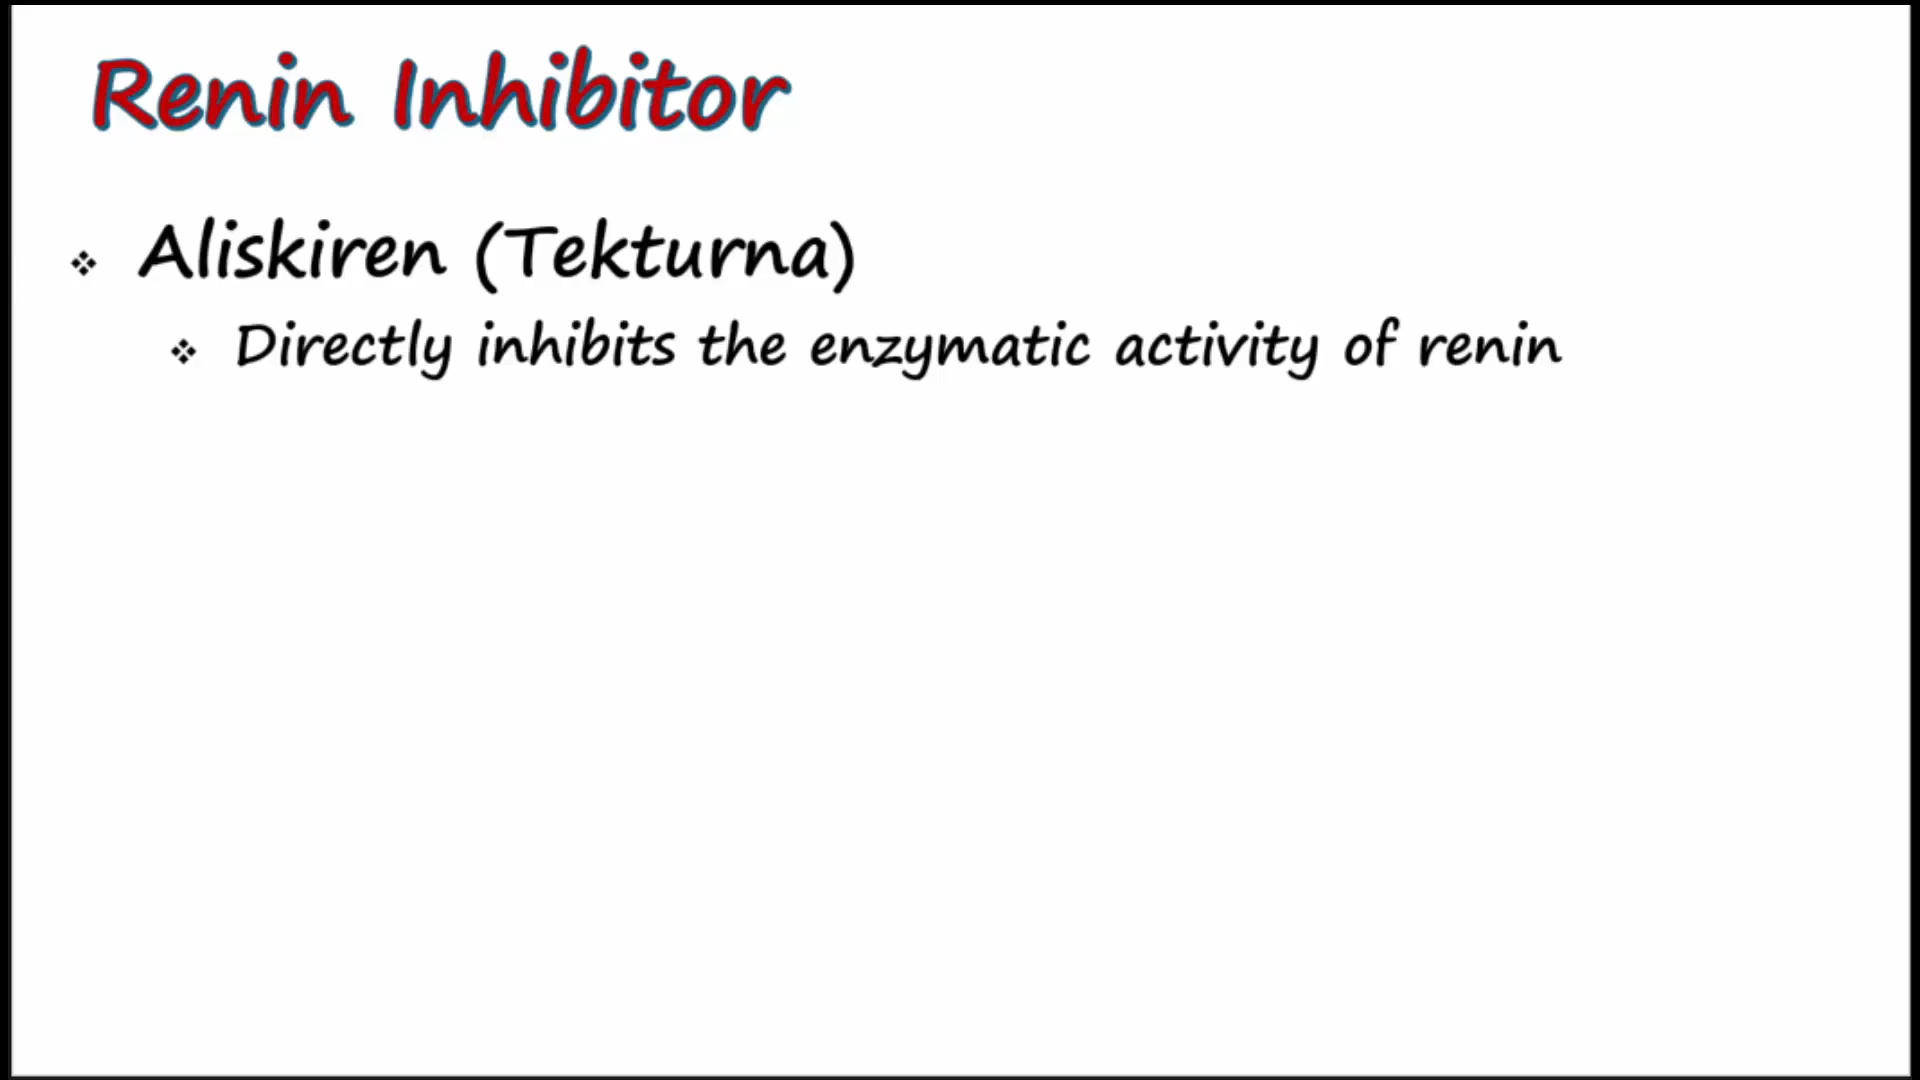 Renin Inhibitor
❖ Aliskiren (Tekturna)
❖ Directly inhibits the enzymatic activity of renin